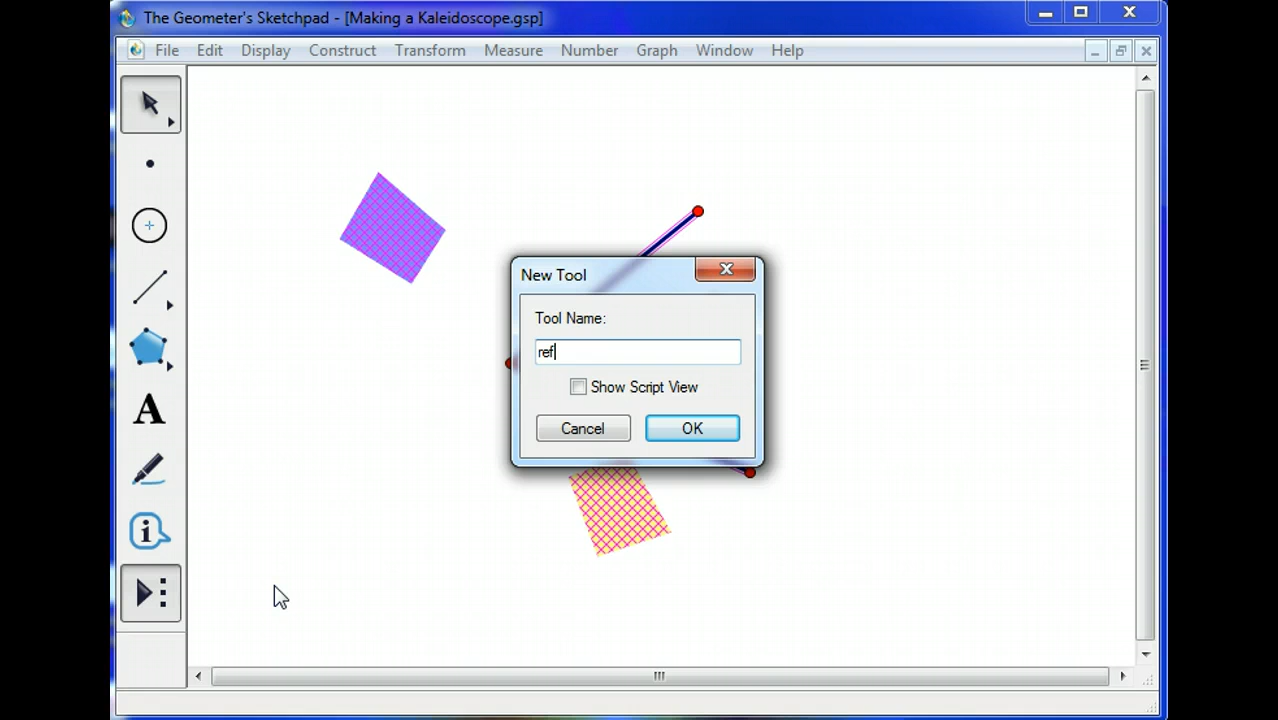 The Geometer's Sketchpad - [Making a Kaleidoscope.gsp]
File Edit Display Construct Transform Measure Number Graph Window Help
New Tool
Tool Name:
ref
Show Script View
Cancel OK
A
i